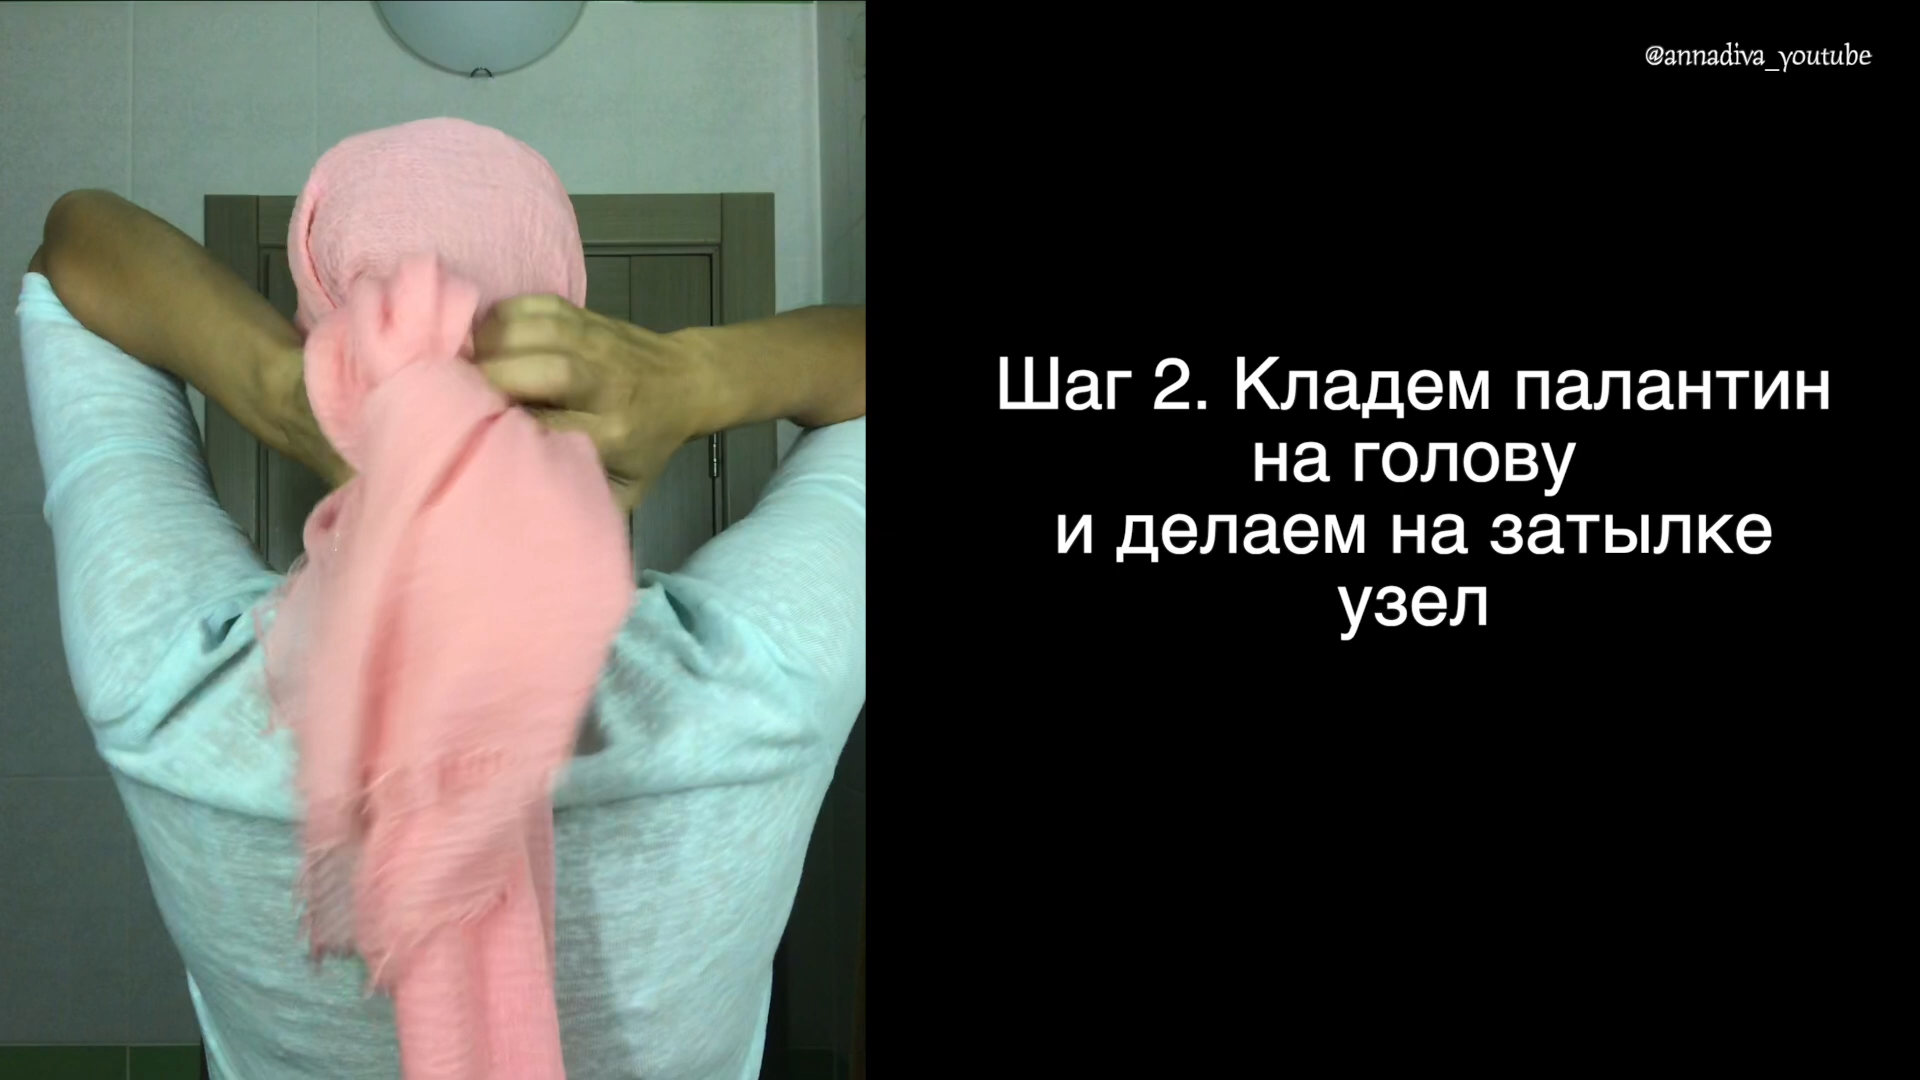 @annadiva_youtube
Шаг 2. Кладем палантин
на голову
и делаем на затылке
узел